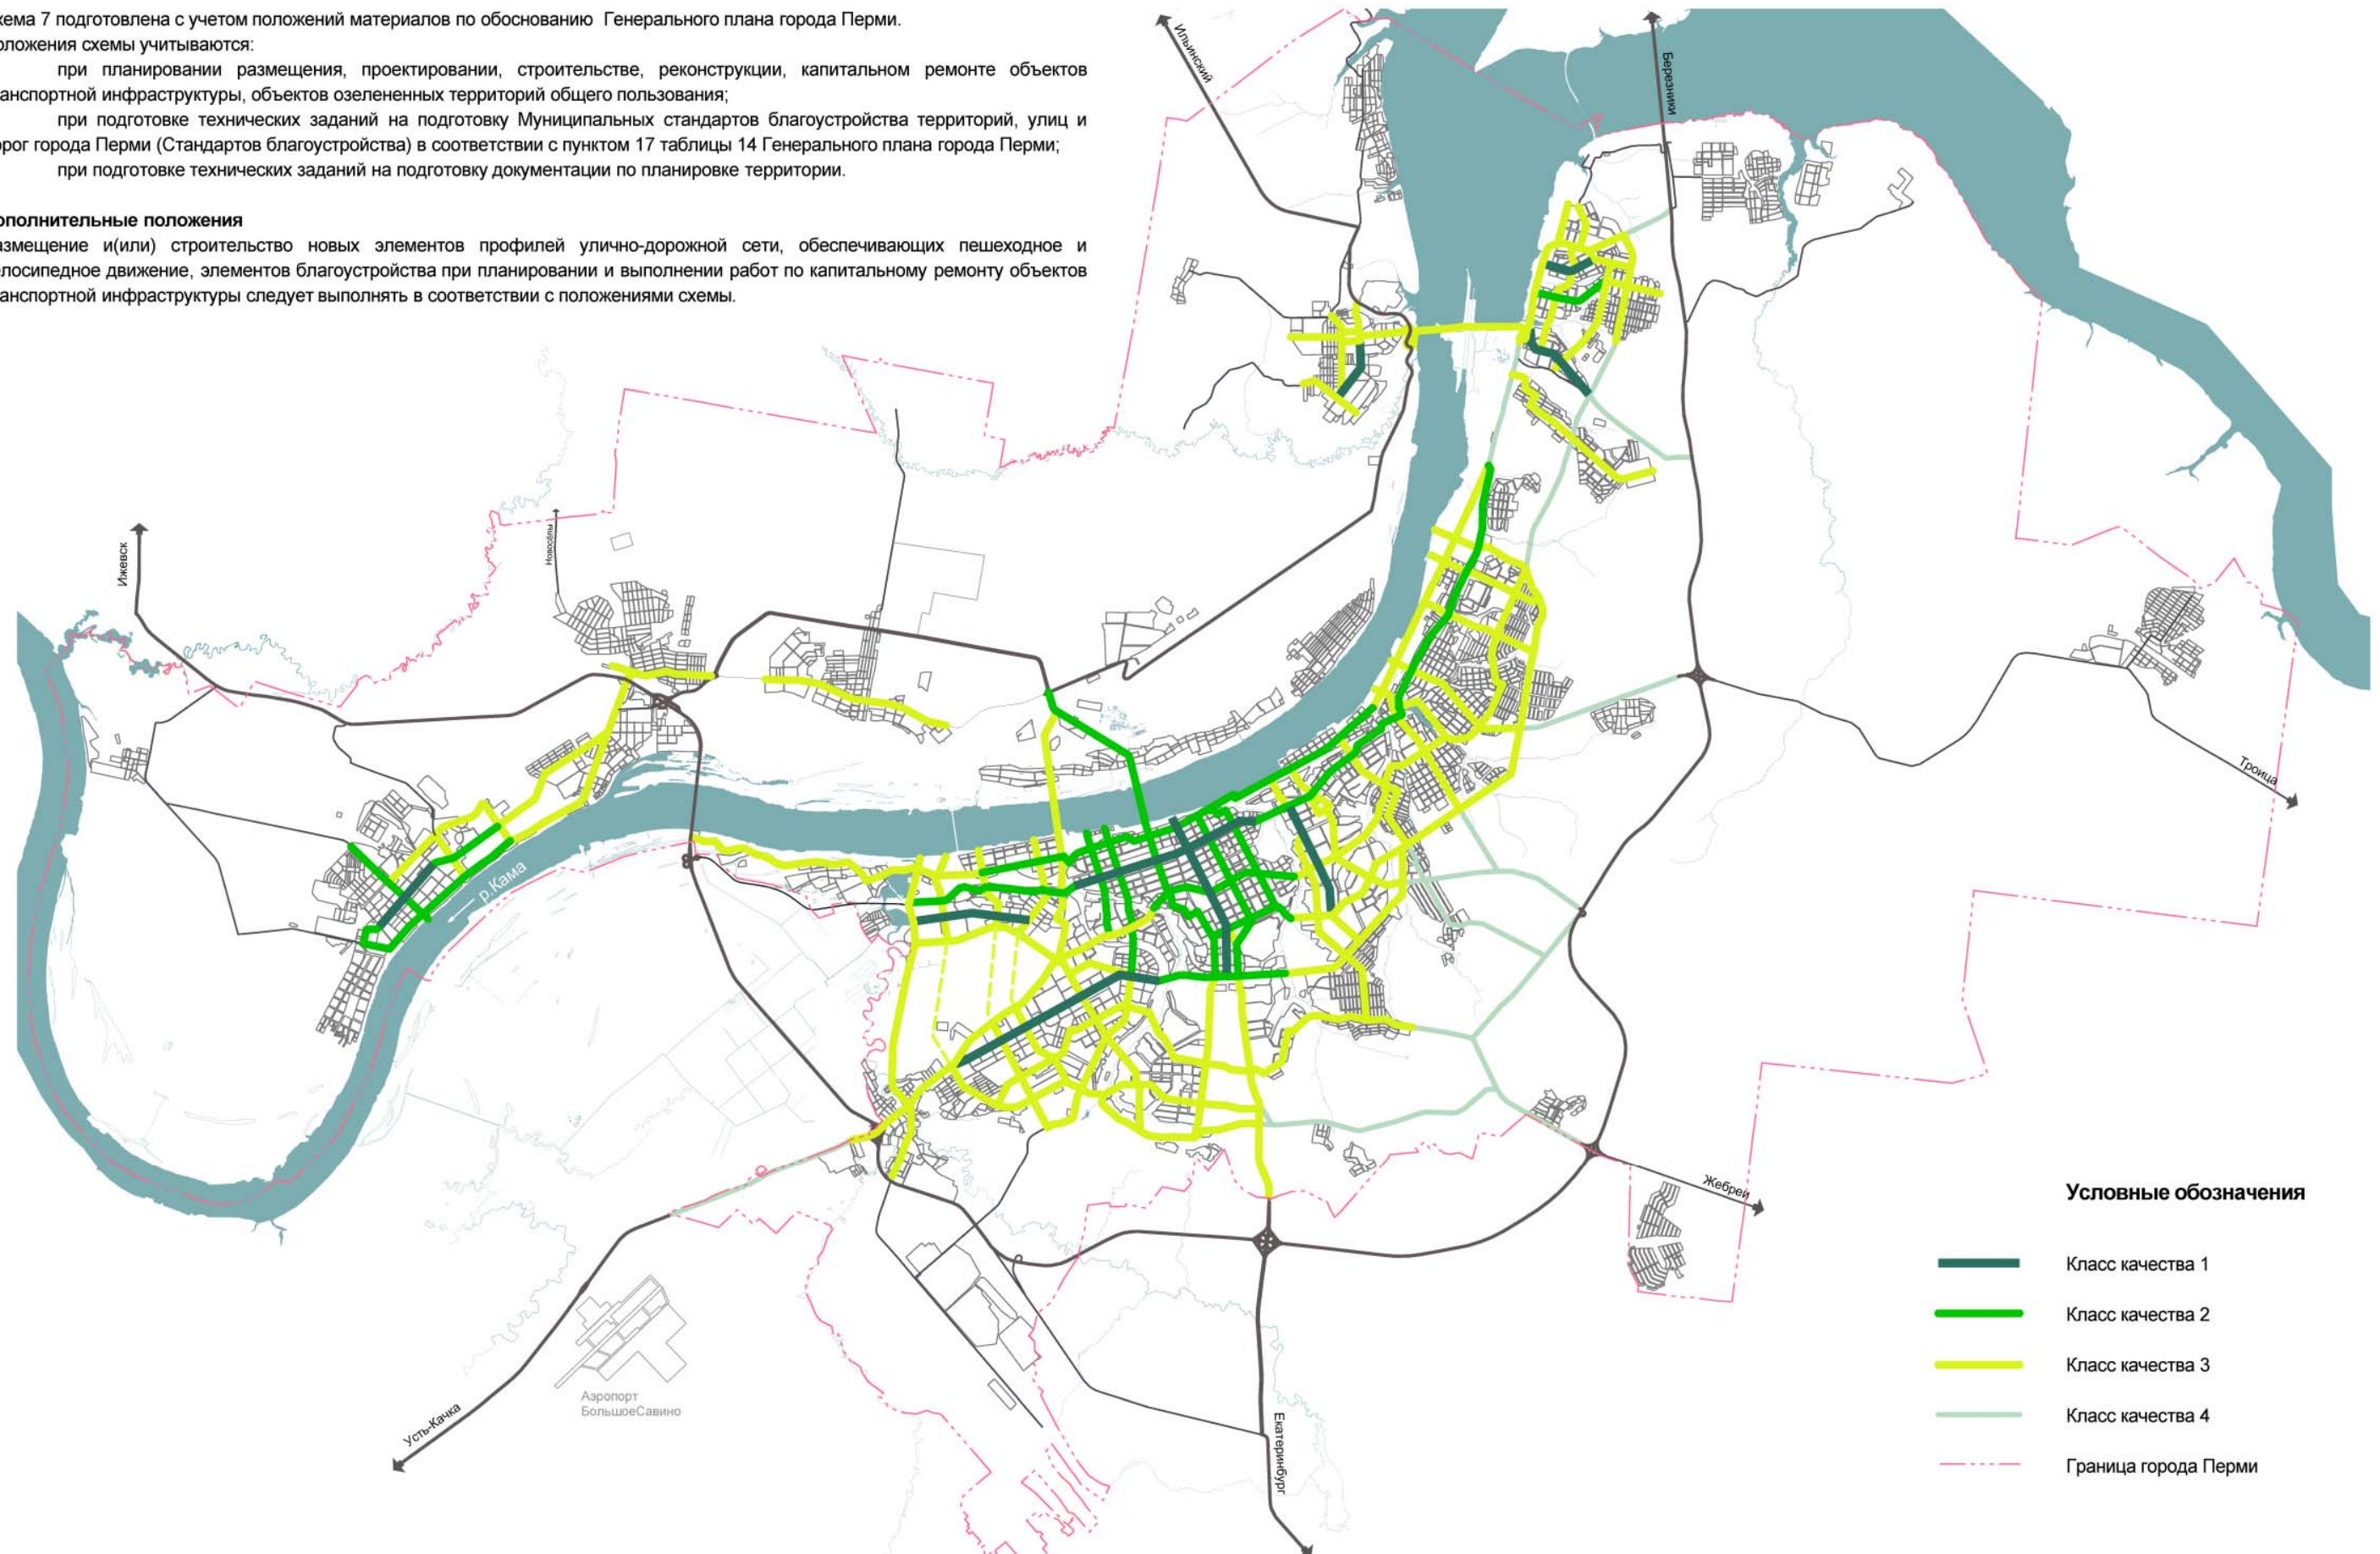 хема 7 подготовлена с учетом положений материалов по обоснованию Генерального плана города Перми.
оложения схемы учитываются:
при планировании размещения, проектировании, строительстве, реконструкции, капитальном ремонте объектов
анспортной инфраструктуры, объектов озелененных территорий общего пользования;
при подготовке технических заданий на подготовку Муниципальных стандартов благоустройства территорий, улиц и
орог города Перми (Стандартов благоустройства) в соответствии с пунктом 17 таблицы 14 Генерального плана города Перми;
при подготовке технических заданий на подготовку документации по планировке территории.
ополнительные положения
азмещение и(или) строительство новых элементов профилей улично-дорожной сети, обеспечивающих пешеходное и
елосипедное движение, элементов благоустройства при планировании и выполнении работ по капитальному ремонту объектов
анспортной инфраструктуры следует выполнять в соответствии с положениями схемы.
Ильинский
Березники
Ижевск
Новосёлы
Троица
р.Кама
Жебреи
Аэропорт
БольшоеСавино
Усть-Качка
Екатеринбург
Условные обозначения
Класс качества 1
Класс качества 2
Класс качества 3
Класс качества 4
Граница города Перми